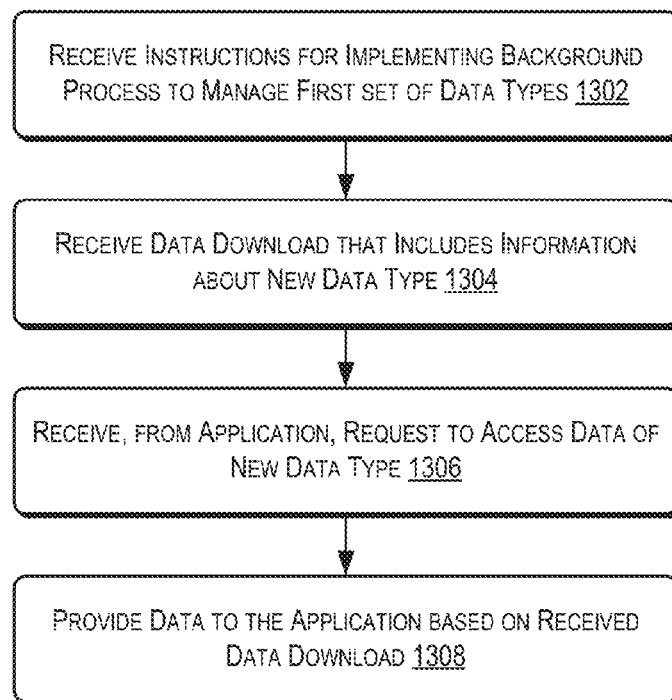 RECEIVE INSTRUCTIONS FOR IMPLEMENTING BACKGROUND
PROCESS TO MANAGE FIRST SET OF DATA TYPES 1302
RECEIVE DATA DOWNLOAD THAT INCLUDES INFORMATION
ABOUT NEW DATA TYPE 1304
RECEIVE, FROM APPLICATION, REQUEST TO ACCESS DATA OF
NEW DATA TYPE 1306
PROVIDE DATA TO THE APPLICATION BASED ON RECEIVED
DATA DOWNLOAD 1308